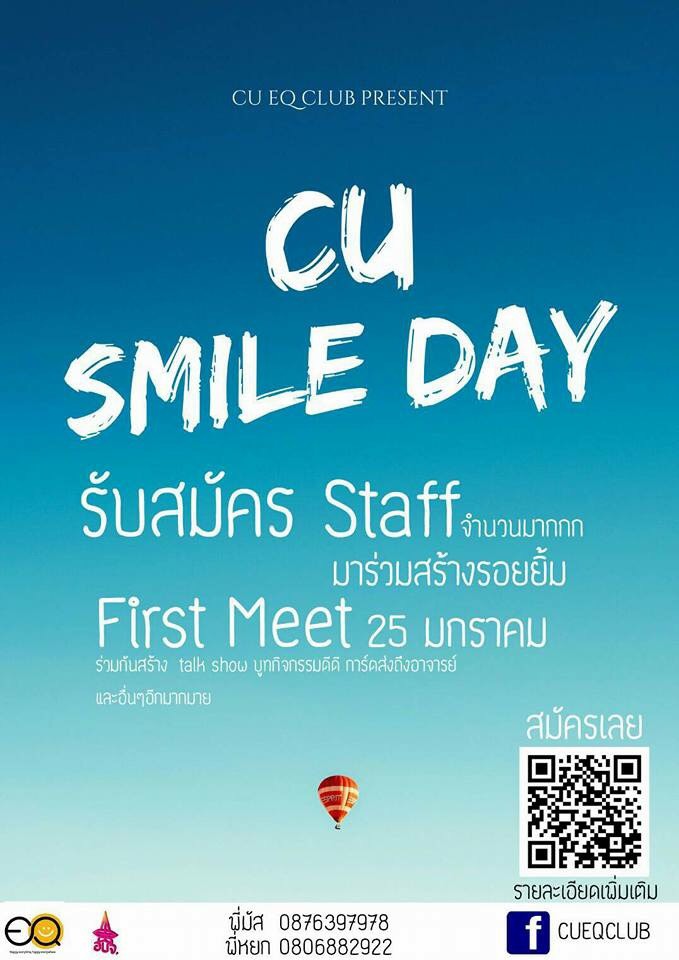 CU EQ CLUB PRESENT
CU
SMILE DAY
รับสมัคร Staff จำนวนมากกก
มาร่วมสร้างรอยยิ้ม
First Meet 25 มกราคม
ร่วมกันสร้าง talk show บูทกิจกรรมดีดี การ์ดส่งถึงอาจารย์
และอื่นๆอีกมากมาย
สมัครเลย
ESPRIT
รายละเอียดเพิ่มเติม
EQ
อบจ.
พี่มัส 0876397978
พี่หยก 0806882922
f CUEQCLUB